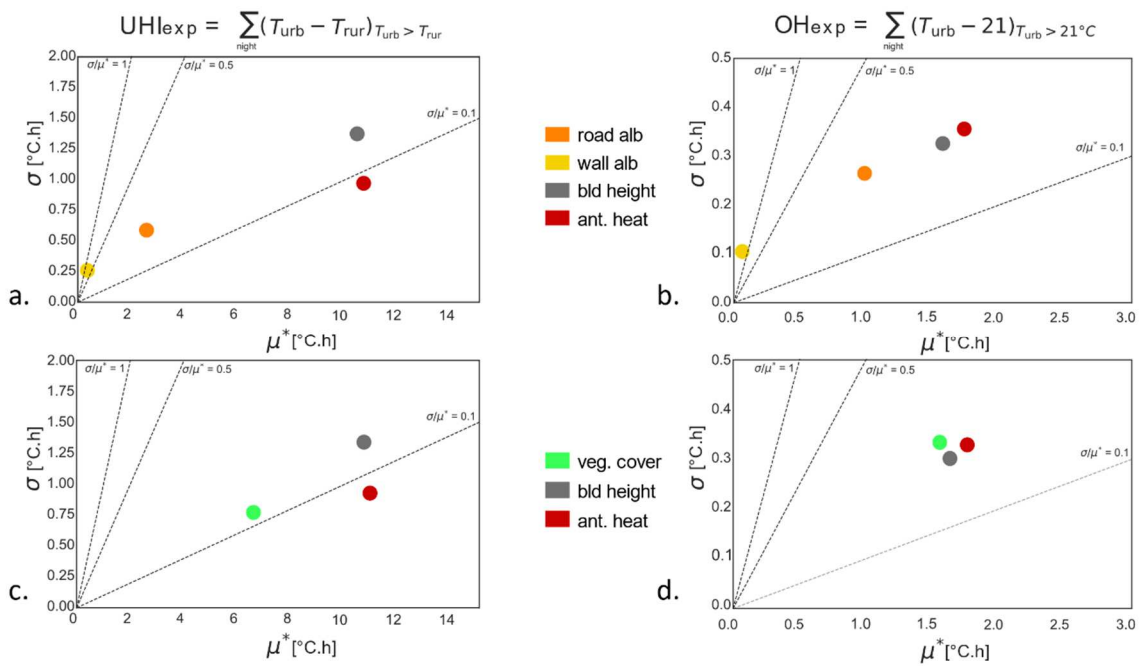 UHIexp = ∑night (Turb − Trur)Turb > Trur
OHexp = ∑night (Turb − 21)Turb > 21°C
a.
2.00
1.75
1.50
1.25
1.00
0.75
0.50
0.25
0.00
σ [°C.h]
σ/μ* = 1
σ/μ* = 0.5
σ/μ* = 0.1
0 2 4 6 8 10 12 14
μ* [°C.h]
road alb
wall alb
bld height
ant. heat
b.
0.5
0.4
0.3
0.2
0.1
0.0
σ [°C.h]
σ/μ* = 1
σ/μ* = 0.5
σ/μ* = 0.1
0.0 0.5 1.0 1.5 2.0 2.5 3.0
μ* [°C.h]
c.
2.00
1.75
1.50
1.25
1.00
0.75
0.50
0.25
0.00
σ [°C.h]
σ/μ* = 1
σ/μ* = 0.5
σ/μ* = 0.1
0 2 4 6 8 10 12 14
μ* [°C.h]
veg. cover
bld height
ant. heat
d.
0.5
0.4
0.3
0.2
0.1
0.0
σ [°C.h]
σ/μ* = 1
σ/μ* = 0.5
σ/μ* = 0.1
0.0 0.5 1.0 1.5 2.0 2.5 3.0
μ* [°C.h]